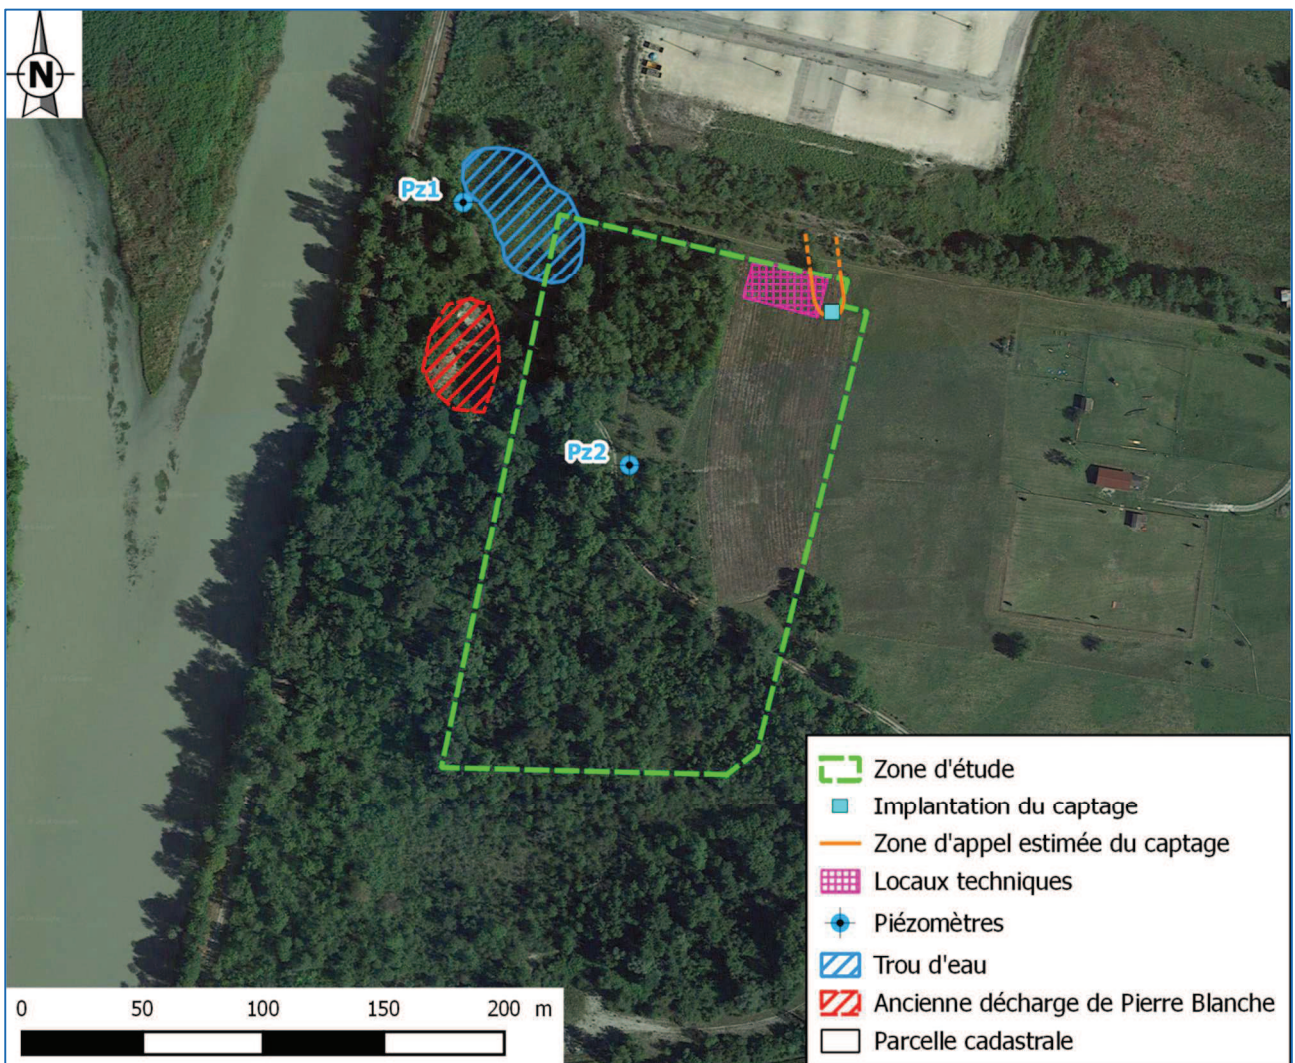 N
Pz1
Pz2
Zone d'étude
Implantation du captage
Zone d'appel estimée du captage
Locaux techniques
Piézomètres
Trou d'eau
Ancienne décharge de Pierre Blanche
Parcelle cadastrale
0 50 100 150 200 m